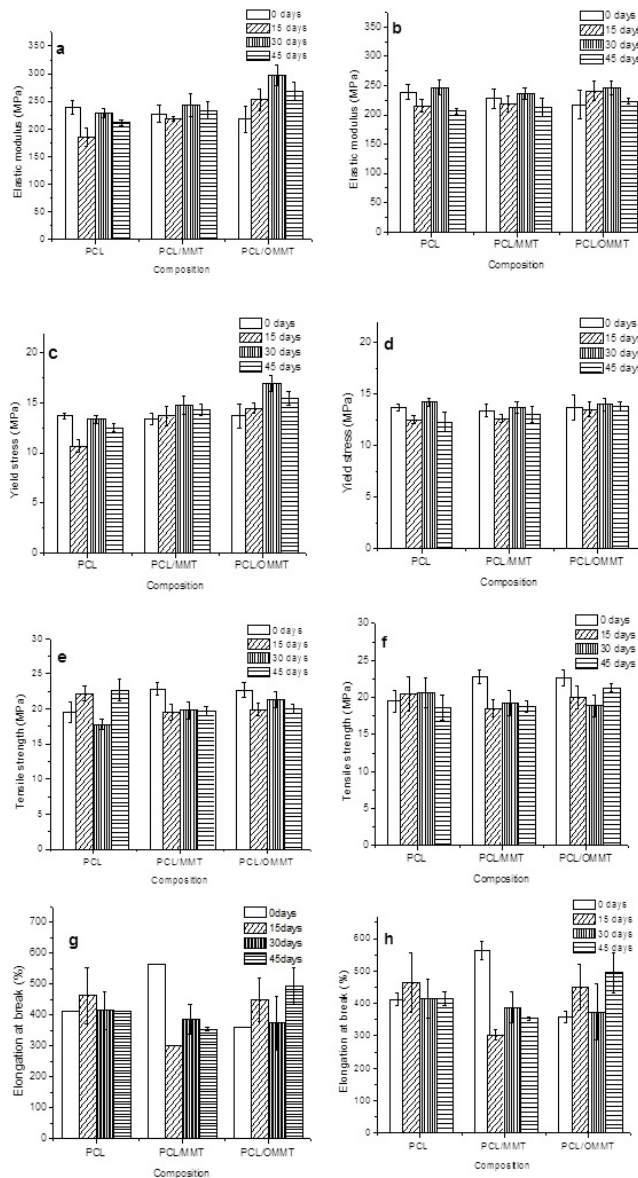 a
0 days
15 days
30 days
45 days
350
300
250
200
150
100
50
0
Elastic modulus (MPa)
PCL PCL/MMT PCL/OMMT
Composition
b
0 days
15 days
30 days
45 days
350
300
250
200
150
100
50
0
Elastic modulus (MPa)
PCL PCL/MMT PCL/OMMT
Composition
c
0 days
15 days
30 days
45 days
20
15
10
5
0
Yield stress (MPa)
PCL PCL/MMT PCL/OMMT
Composition
d
0 days
15 days
30 days
45 days
20
15
10
5
0
Yield stress (MPa)
PCL PCL/MMT PCL/OMMT
Composition
e
0 days
15 days
30 days
45 days
30
25
20
15
10
5
0
Tensile strength (MPa)
PCL PCL/MMT PCL/OMMT
Composition
f
0 days
15 days
30 days
45 days
30
25
20
15
10
5
0
Tensile strength (MPa)
PCL PCL/MMT PCL/OMMT
Composition
g
0days
15days
30days
45days
700
600
500
400
300
200
100
0
Elongation at break (%)
PCL PCL/MMT PCL/OMMT
Composition
h
0 days
15 days
30 days
45 days
600
500
400
300
200
100
0
Elongation at break (%)
PCL PCL/MMT PCL/OMMT
Composition